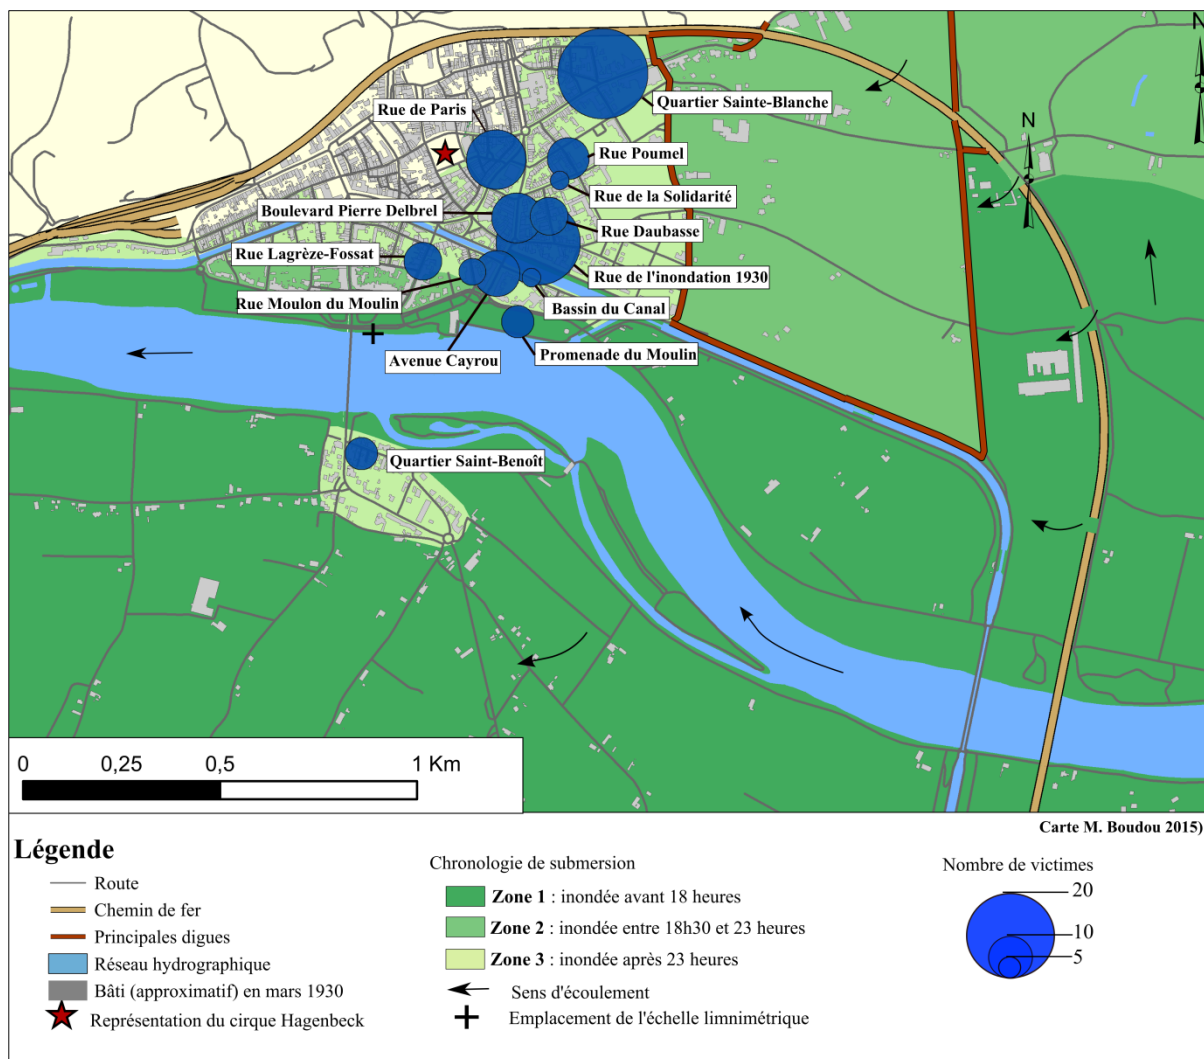 N
Quartier Sainte-Blanche
Rue de Paris
N
Rue Poumel
Rue de la Solidarité
Boulevard Pierre Delbrel
Rue Daubasse
Rue Lagrèze-Fossat
Rue de l'inondation 1930
Rue Moulon du Moulin
Bassin du Canal
Avenue Cayrou
Promenade du Moulin
Quartier Saint-Benoît
0 0,25 0,5 1 Km
Carte M. Boudou 2015)
Légende
Route
Chemin de fer
Principales digues
Réseau hydrographique
Bâti (approximatif) en mars 1930
Représentation du cirque Hagenbeck
Chronologie de submersion
Zone 1 : inondée avant 18 heures
Zone 2 : inondée entre 18h30 et 23 heures
Zone 3 : inondée après 23 heures
Sens d'écoulement
Emplacement de l'échelle limnimétrique
Nombre de victimes
20
10
5